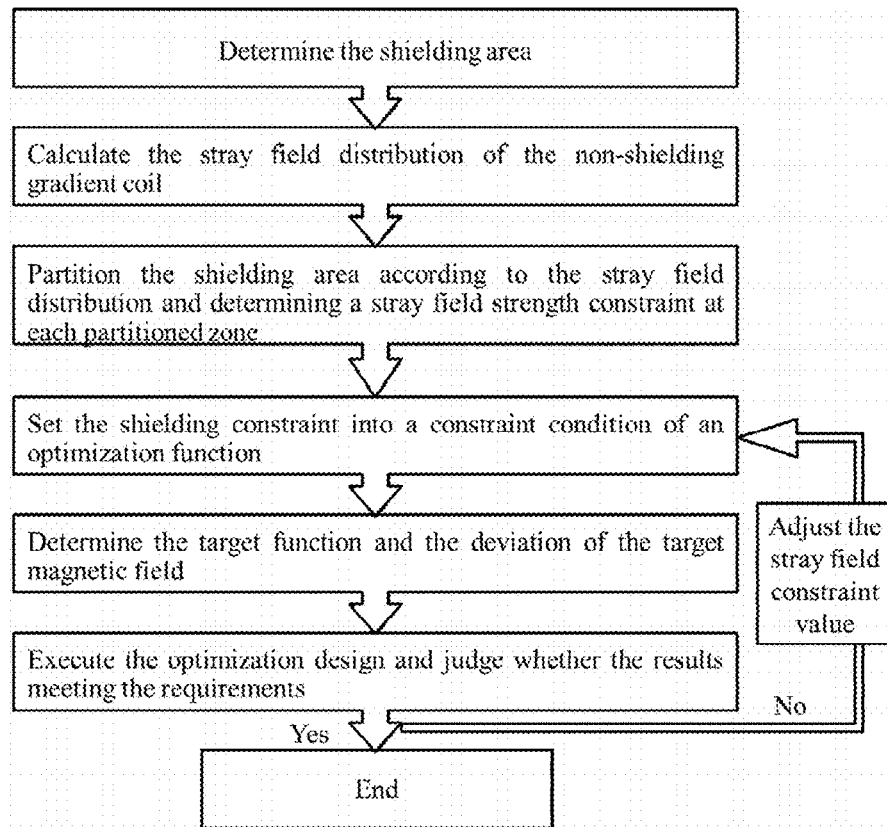 Determine the shielding area
Calculate the stray field distribution of the non-shielding
gradient coil
Partition the shielding area according to the stray field
distribution and determining a stray field strength constraint at
each partitioned zone
Set the shielding constraint into a constraint condition of an
optimization function
Determine the target function and the deviation of the target
magnetic field
Execute the optimization design and judge whether the results
meeting the requirements
Adjust the
stray field
constraint
value
No
Yes
End